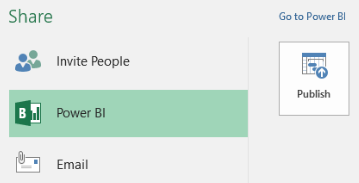 Share
Go to Power BI
Invite People
Power BI
Publish
Email